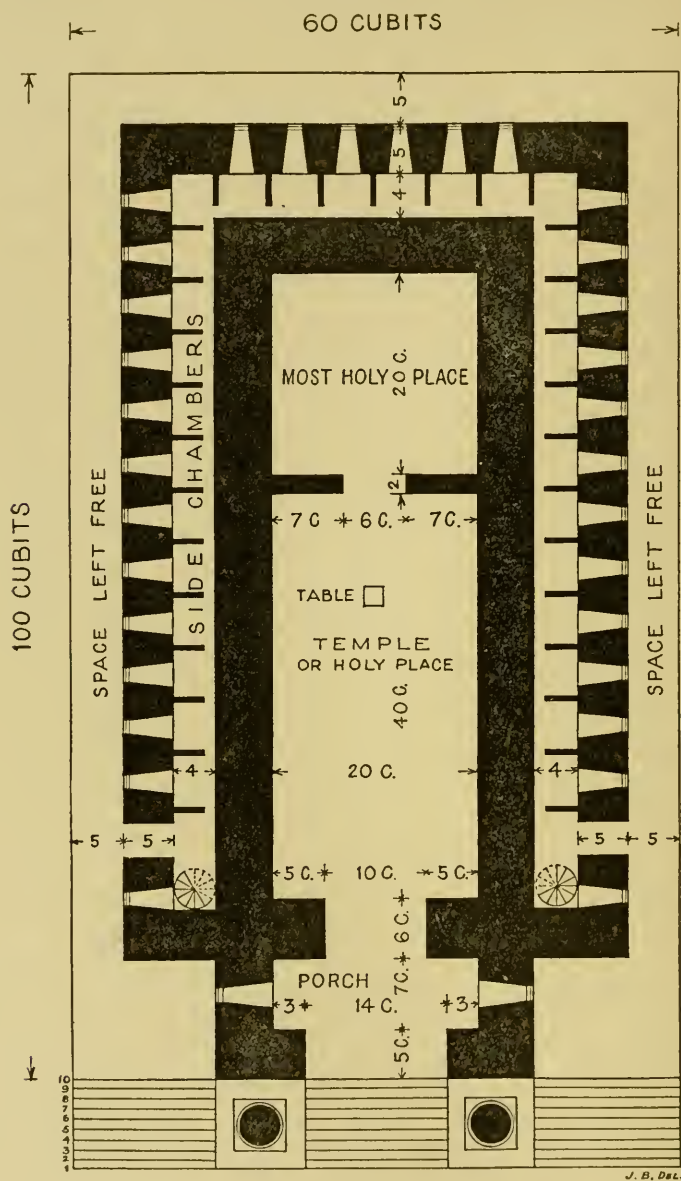 60 CUBITS
100 CUBITS
5
5
4
SIDE CHAMBERS
SPACE LEFT FREE
SPACE LEFT FREE
MOST HOLY PLACE
20 C.
2
7 C. 6 C. 7 C.
TABLE
TEMPLE
OR HOLY PLACE
40 C.
4 20 C. 4
5 5 5 5
5 C. 10 C. 5 C.
6 C.
PORCH
7 C.
3 14 C. 3
5 C.
10
9
8
7
6
5
4
3
2
1
J. B. DEL.